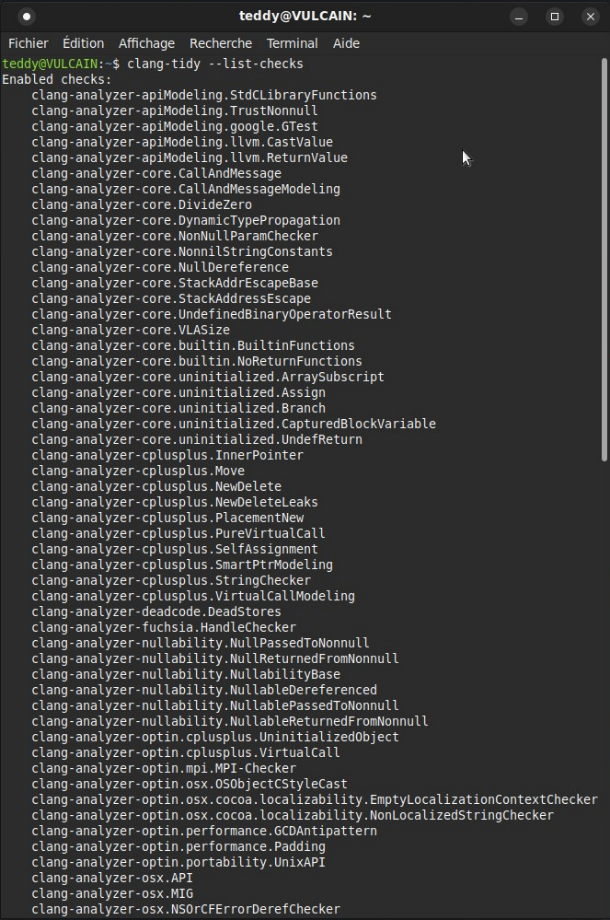 teddy@VULCAIN: ~
Fichier Édition Affichage Recherche Terminal Aide
teddy@VULCAIN:~$ clang-tidy --list-checks
Enabled checks:
clang-analyzer-apiModeling.StdCLibraryFunctions
clang-analyzer-apiModeling.TrustNonnull
clang-analyzer-apiModeling.google.GTest
clang-analyzer-apiModeling.llvm.CastValue
clang-analyzer-apiModeling.llvm.ReturnValue
clang-analyzer-core.CallAndMessage
clang-analyzer-core.CallAndMessageModeling
clang-analyzer-core.DivideZero
clang-analyzer-core.DynamicTypePropagation
clang-analyzer-core.NonNullParamChecker
clang-analyzer-core.NonnilStringConstants
clang-analyzer-core.NullDereference
clang-analyzer-core.StackAddrEscapeBase
clang-analyzer-core.StackAddressEscape
clang-analyzer-core.UndefinedBinaryOperatorResult
clang-analyzer-core.VLASize
clang-analyzer-core.builtin.BuiltinFunctions
clang-analyzer-core.builtin.NoReturnFunctions
clang-analyzer-core.uninitialized.ArraySubscript
clang-analyzer-core.uninitialized.Assign
clang-analyzer-core.uninitialized.Branch
clang-analyzer-core.uninitialized.CapturedBlockVariable
clang-analyzer-core.uninitialized.UndefReturn
clang-analyzer-cplusplus.InnerPointer
clang-analyzer-cplusplus.Move
clang-analyzer-cplusplus.NewDelete
clang-analyzer-cplusplus.NewDeleteLeaks
clang-analyzer-cplusplus.PlacementNew
clang-analyzer-cplusplus.PureVirtualCall
clang-analyzer-cplusplus.SelfAssignment
clang-analyzer-cplusplus.SmartPtrModeling
clang-analyzer-cplusplus.StringChecker
clang-analyzer-cplusplus.VirtualCallModeling
clang-analyzer-deadcode.DeadStores
clang-analyzer-fuchsia.HandleChecker
clang-analyzer-nullability.NullPassedToNonnull
clang-analyzer-nullability.NullReturnedFromNonnull
clang-analyzer-nullability.NullabilityBase
clang-analyzer-nullability.NullableDereferenced
clang-analyzer-nullability.NullablePassedToNonnull
clang-analyzer-nullability.NullableReturnedFromNonnull
clang-analyzer-optin.cplusplus.UninitializedObject
clang-analyzer-optin.cplusplus.VirtualCall
clang-analyzer-optin.mpi.MPI-Checker
clang-analyzer-optin.osx.OSObjectCStyleCast
clang-analyzer-optin.osx.cocoa.localizability.EmptyLocalizationContextChecker
clang-analyzer-optin.osx.cocoa.localizability.NonLocalizedStringChecker
clang-analyzer-optin.performance.GCDAntipattern
clang-analyzer-optin.performance.Padding
clang-analyzer-optin.portability.UnixAPI
clang-analyzer-osx.API
clang-analyzer-osx.MIG
clang-analyzer-osx.NSOrCFErrorDerefChecker